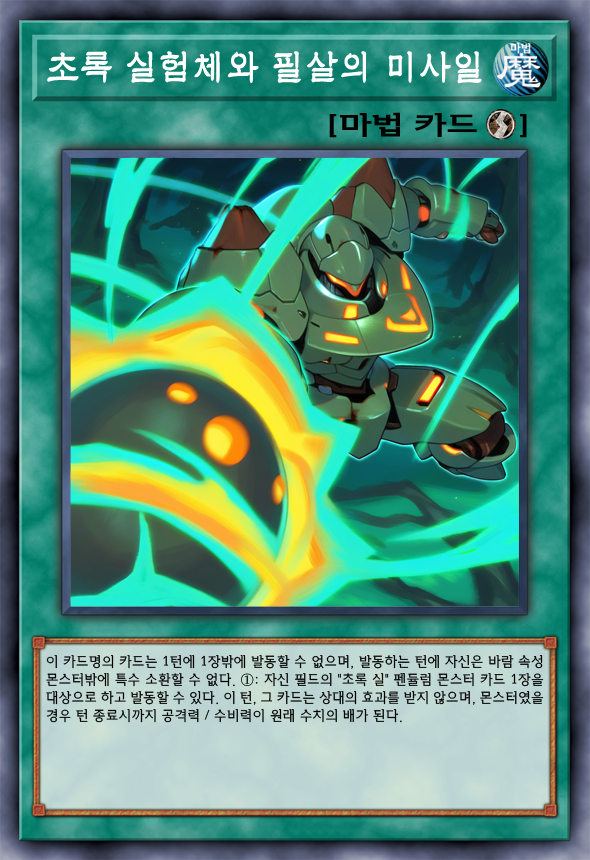 초록 실험체와 필살의 미사일
마법
魔
[마법 카드]
이 카드명의 카드는 1턴에 1장밖에 발동할 수 없으며, 발동하는 턴에 자신은 바람 속성
몬스터밖에 특수 소환할 수 없다. ①: 자신 필드의 "초록 실" 펜듈럼 몬스터 카드 1장을
대상으로 하고 발동할 수 있다. 이 턴, 그 카드는 상대의 효과를 받지 않으며, 몬스터였을
경우 턴 종료시까지 공격력 / 수비력이 원래 수치의 배가 된다.